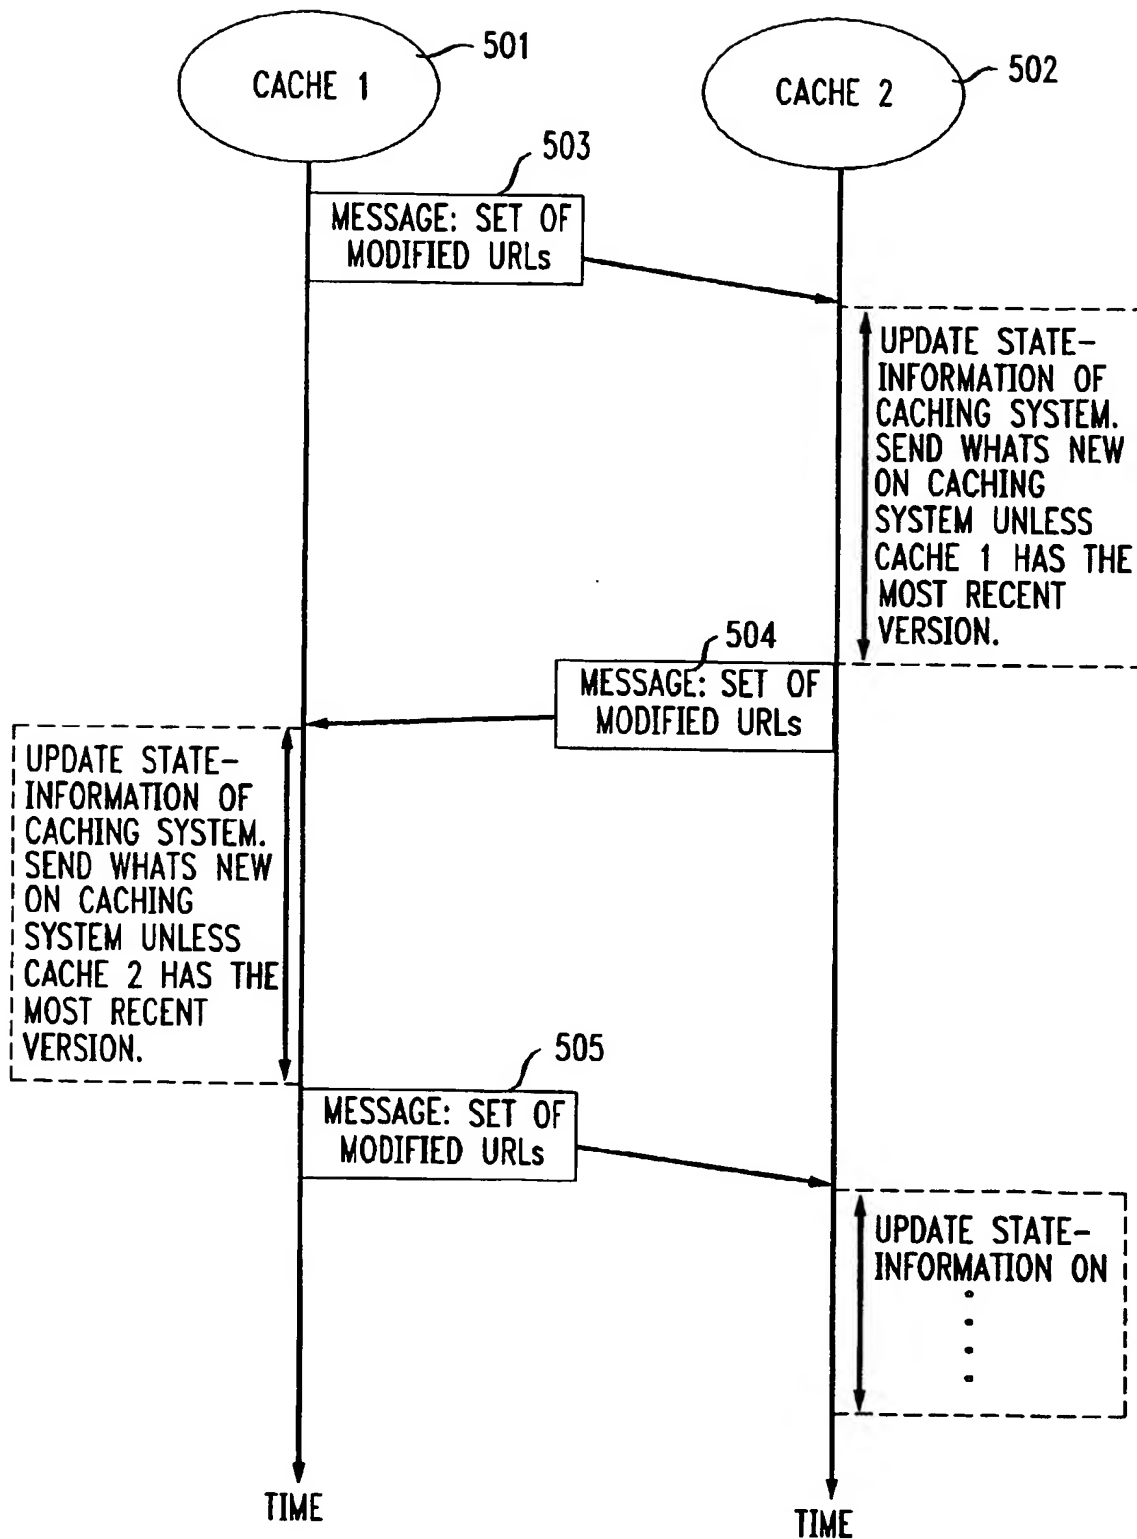 501
CACHE 1
502
CACHE 2
503
MESSAGE: SET OF
MODIFIED URLs
UPDATE STATE-
INFORMATION OF
CACHING SYSTEM.
SEND WHATS NEW
ON CACHING
SYSTEM UNLESS
CACHE 1 HAS THE
MOST RECENT
VERSION.
504
MESSAGE: SET OF
MODIFIED URLs
UPDATE STATE-
INFORMATION OF
CACHING SYSTEM.
SEND WHATS NEW
ON CACHING
SYSTEM UNLESS
CACHE 2 HAS THE
MOST RECENT
VERSION.
505
MESSAGE: SET OF
MODIFIED URLs
UPDATE STATE-
INFORMATION ON
TIME
TIME